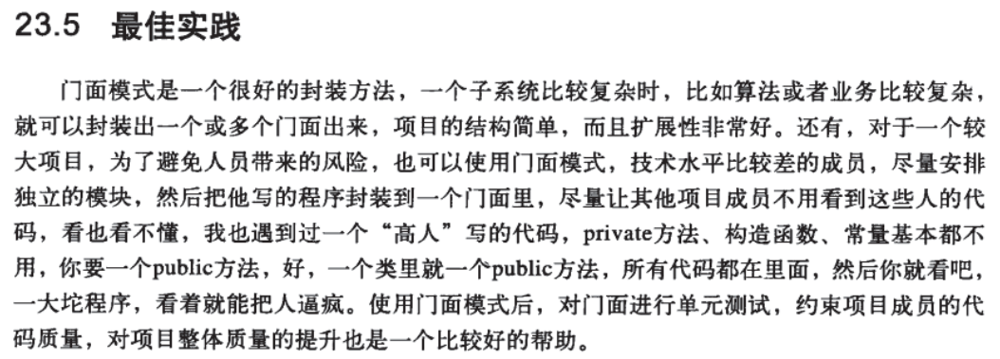 23.5 最佳实践
门面模式是一个很好的封装方法，一个子系统比较复杂时，比如算法或者业务比较复杂，
就可以封装出一个或多个门面出来，项目的结构简单，而且扩展性非常好。还有，对于一个较
大项目，为了避免人员带来的风险，也可以使用门面模式，技术水平比较差的成员，尽量安排
独立的模块，然后把他写的程序封装到一个门面里，尽量让其他项目成员不用看到这些人的代
码，看也看不懂，我也遇到过一个“高人”写的代码，private方法、构造函数、常量基本都不
用，你要一个public方法，好，一个类里就一个public方法，所有代码都在里面，然后你就看吧，
一大坨程序，看着就能把人逼疯。使用门面模式后，对门面进行单元测试，约束项目成员的代
码质量，对项目整体质量的提升也是一个比较好的帮助。